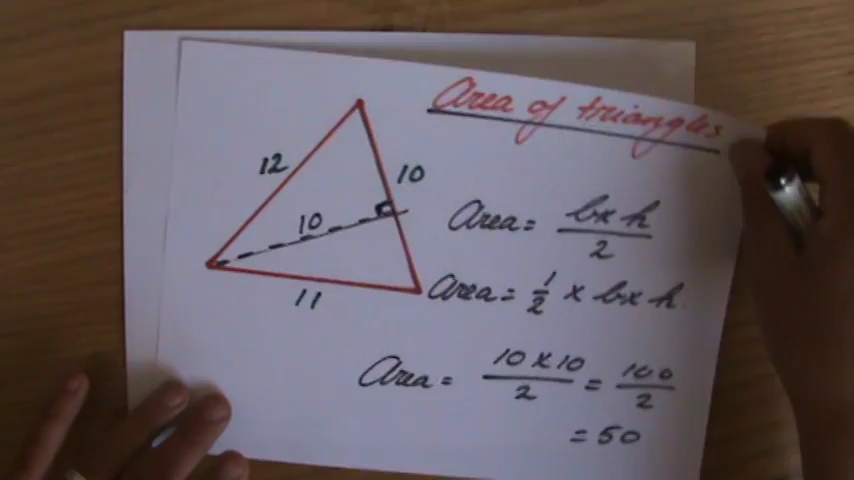 Area of triangles
12
10
10
11
Area = b x h / 2
Area = 1/2 x b x h
Area = 10 x 10 / 2 = 100 / 2
= 50